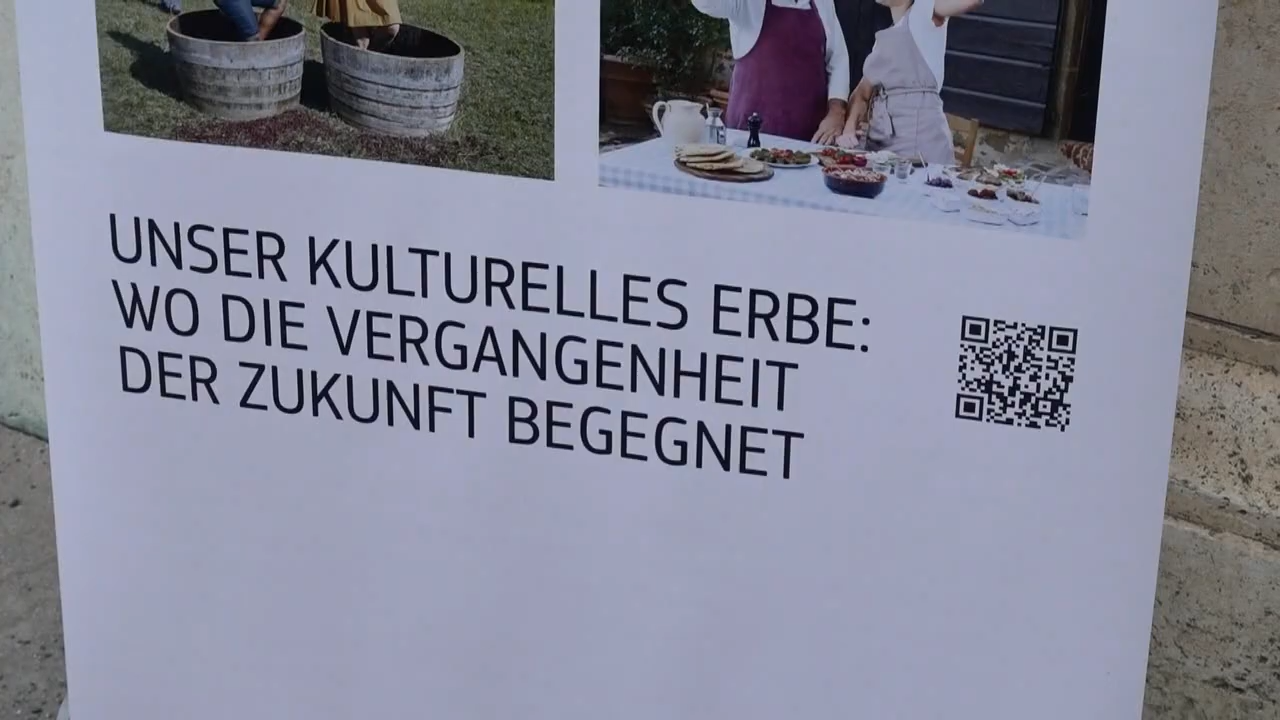 UNSER KULTURELLES ERBE:
WO DIE VERGANGENHEIT
DER ZUKUNFT BEGEGNET